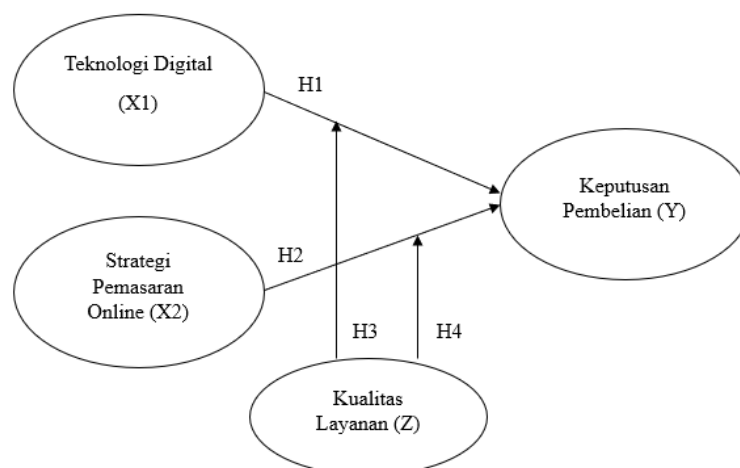 Teknologi Digital
(X1)
H1
Keputusan
Pembelian (Y)
Strategi
Pemasaran
Online (X2)
H2
H3
H4
Kualitas
Layanan (Z)